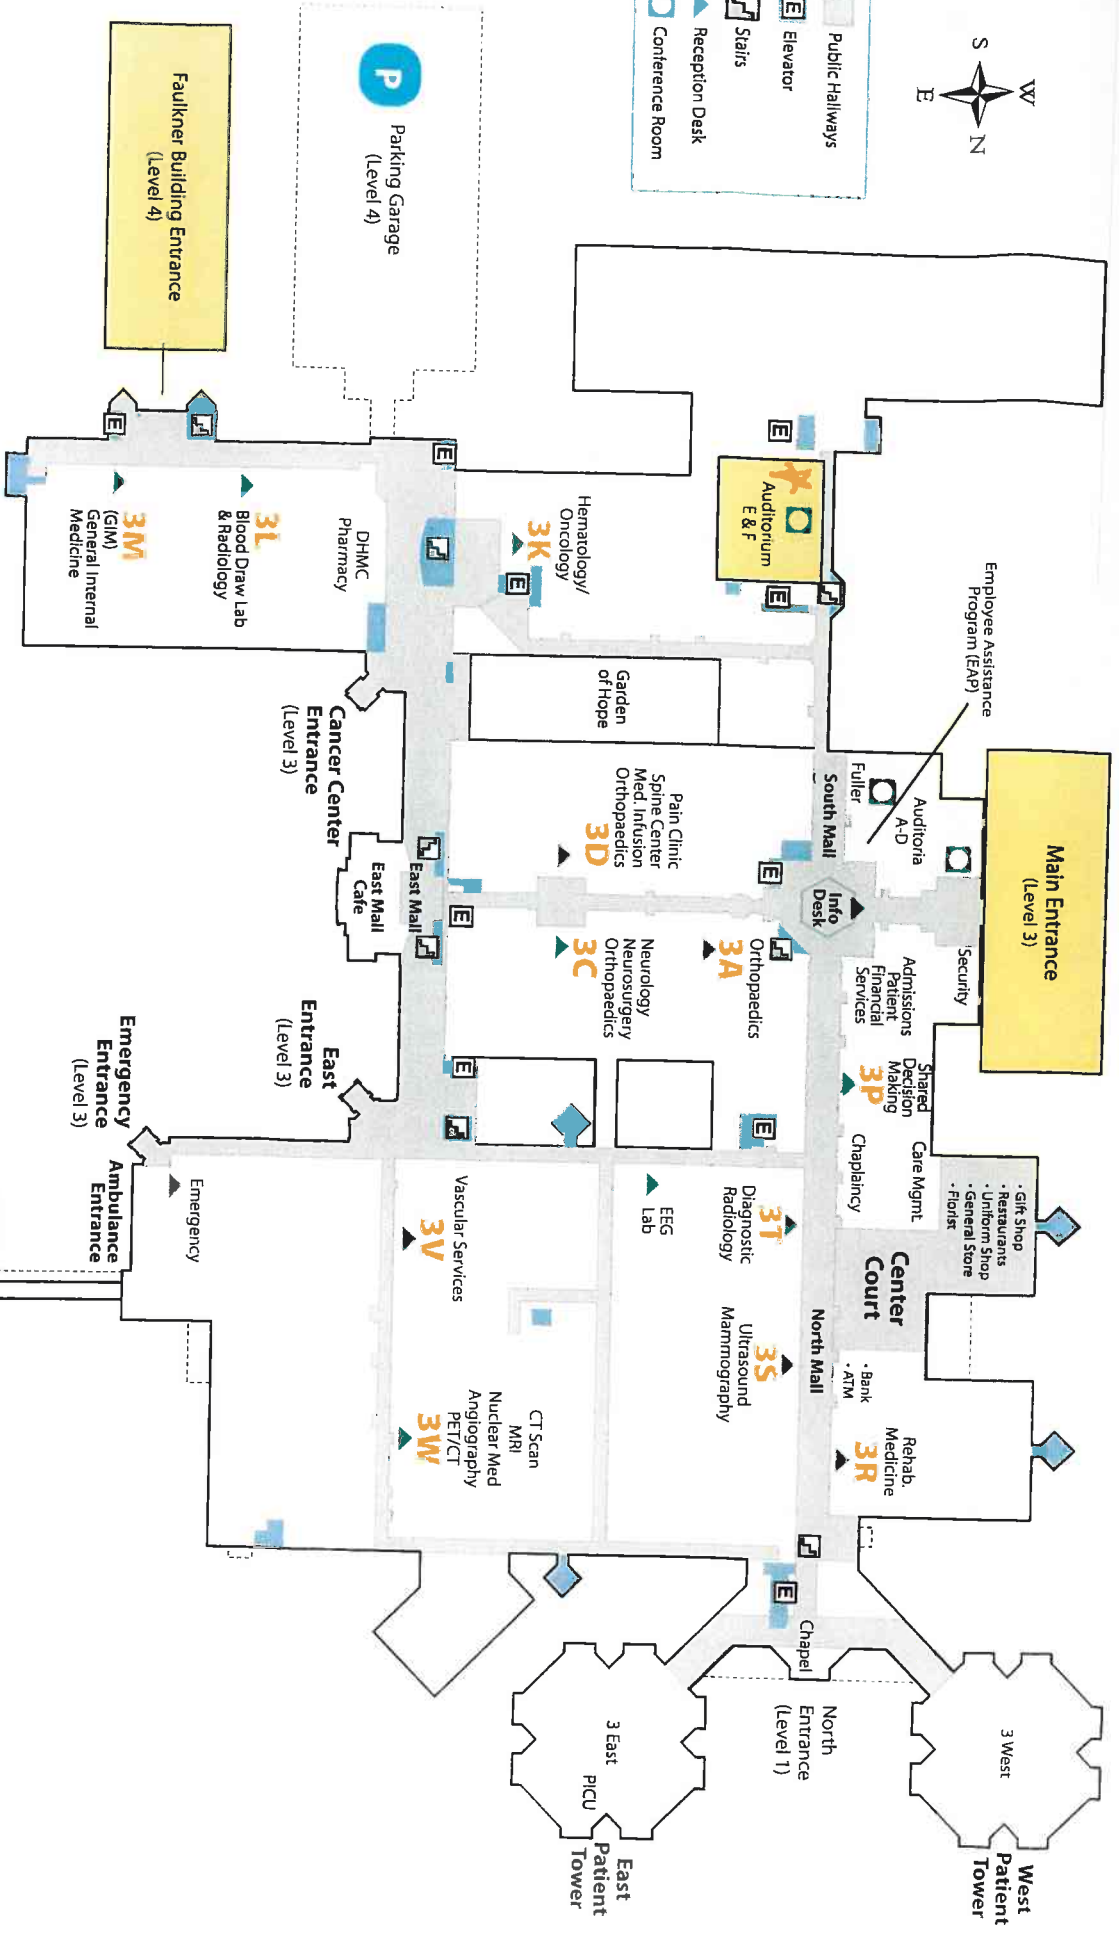 W
S
N
E
Public Hallways
E
Elevator
Stairs
Reception Desk
Conference Room
P
Parking Garage
(Level 4)
Faulkner Building Entrance
(Level 4)
Main Entrance
(Level 3)
Employee Assistance
Program (EAP)
E
Auditorium
E & F
E
Hematology/
Oncology
3K
E
E
DHMC
Pharmacy
3L
Blood Draw Lab
& Radiology
3M
(GIM)
General Internal
Medicine
E
Garden
of Hope
Cancer Center
Entrance
(Level 3)
Fuller
Auditoria
A-D
South Mall
Info
Desk
Security
E
Pain Clinic
Spine Center
Med. Infusion
Orthopaedics
3D
Orthopaedics
3A
Neurology
Neurosurgery
Orthopaedics
3C
E
East Mall
East Mall
Cafe
East
Entrance
(Level 3)
Emergency
Entrance
(Level 3)
Ambulance
Entrance
Emergency
E
E
Admissions
Patient
Financial
Services
Shared
Decision
Making
3P
Care Mgmt.
Chaplaincy
• Gift Shop
• Restaurants
• Uniform Shop
• General Store
• Florist
Center
Court
• Bank
• ATM
North Mall
3T
Diagnostic
Radiology
EEG
Lab
Vascular Services
3V
3S
Ultrasound
Mammography
CT Scan
MRI
Nuclear Med
Angiography
PET/CT
3W
Rehab.
Medicine
3R
E
Chapel
North
Entrance
(Level 1)
3 West
West
Patient
Tower
3 East
PICU
East
Patient
Tower